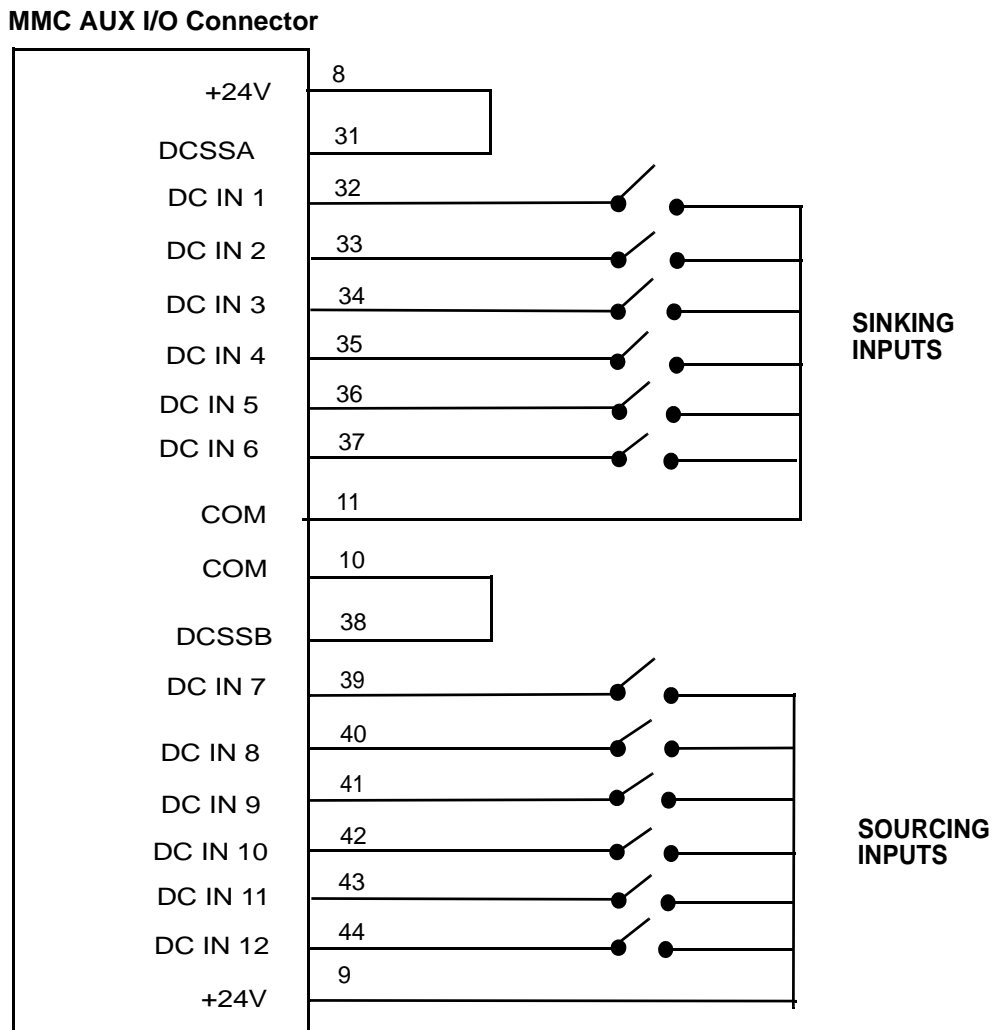 MMC AUX I/O Connector
+24V 8
DCSSA 31
DC IN 1 32
DC IN 2 33
DC IN 3 34
DC IN 4 35
DC IN 5 36
DC IN 6 37
SINKING
INPUTS
COM 11
COM 10
DCSSB 38
DC IN 7 39
DC IN 8 40
DC IN 9 41
DC IN 10 42
DC IN 11 43
DC IN 12 44
SOURCING
INPUTS
+24V 9